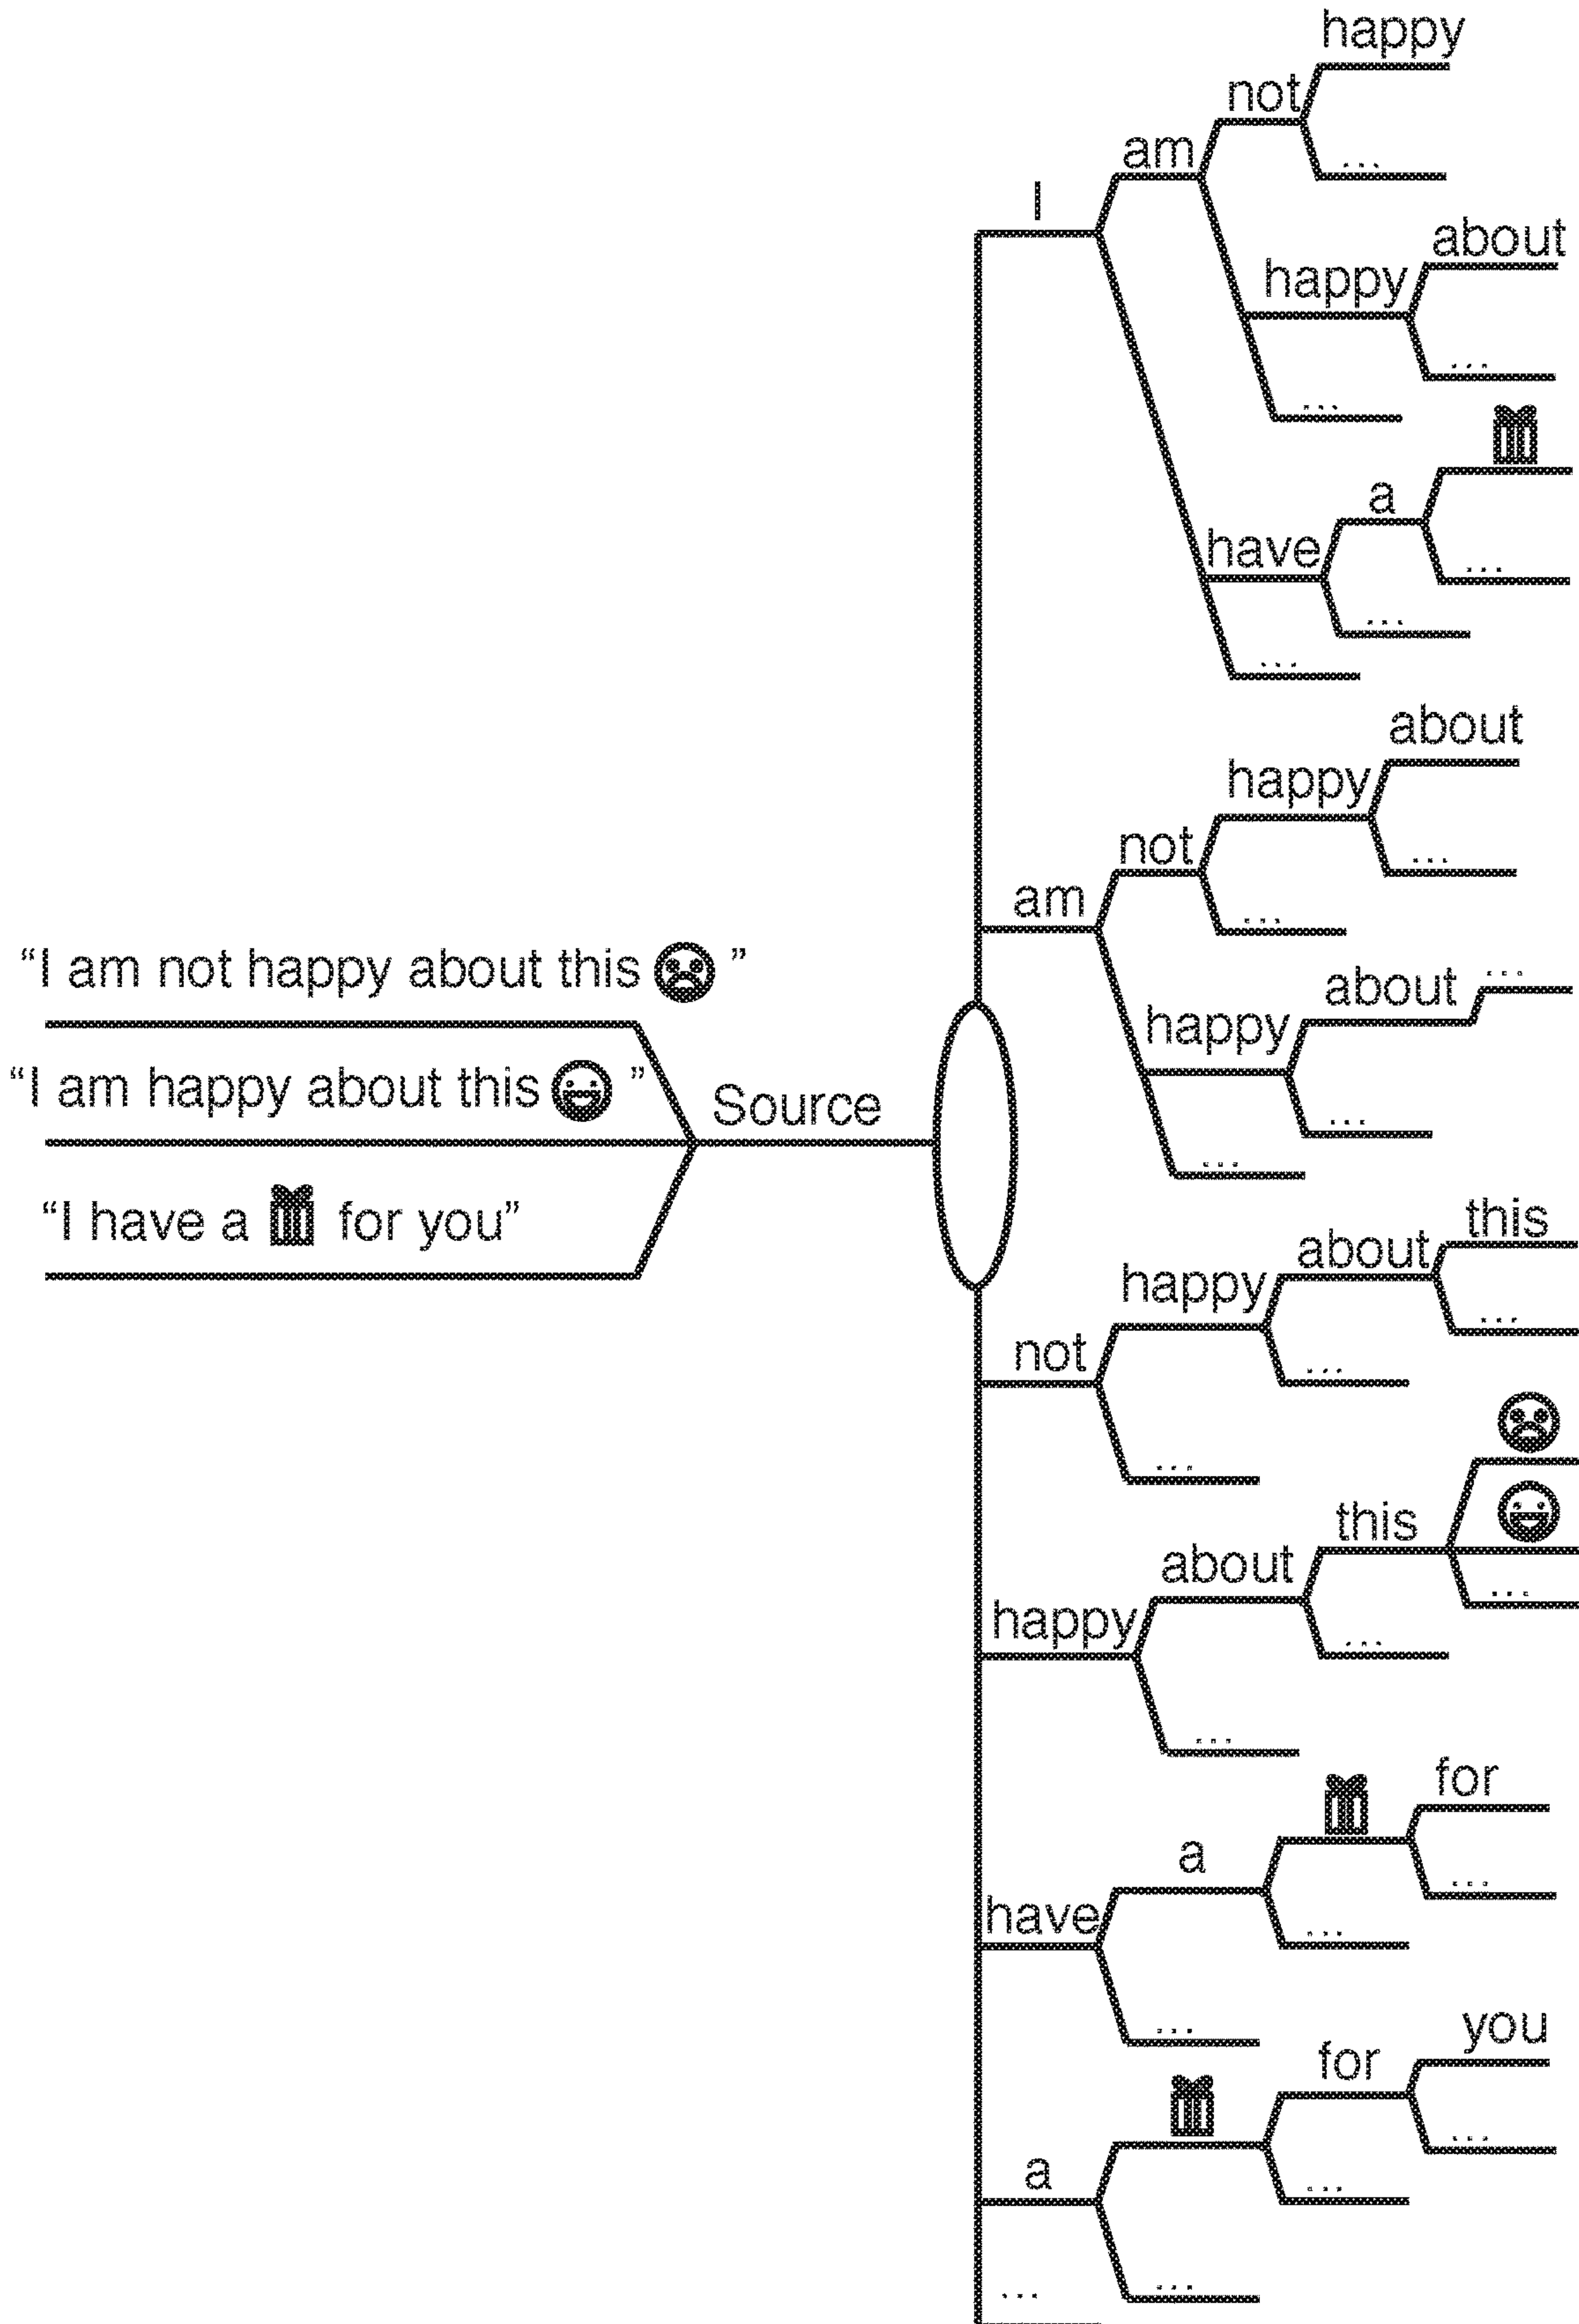 happy
not
...
am
I
about
happy
...
...
a
...
have
...
...
about
happy
not
...
am
...
"I am not happy about this ☹"
about
...
happy
"I am happy about this 😀"
Source
...
...
"I have a 🎁 for you"
this
about
happy
...
not
...
...
this
about
...
happy
...
...
for
a
...
have
...
...
you
for
...
a
...
...
...